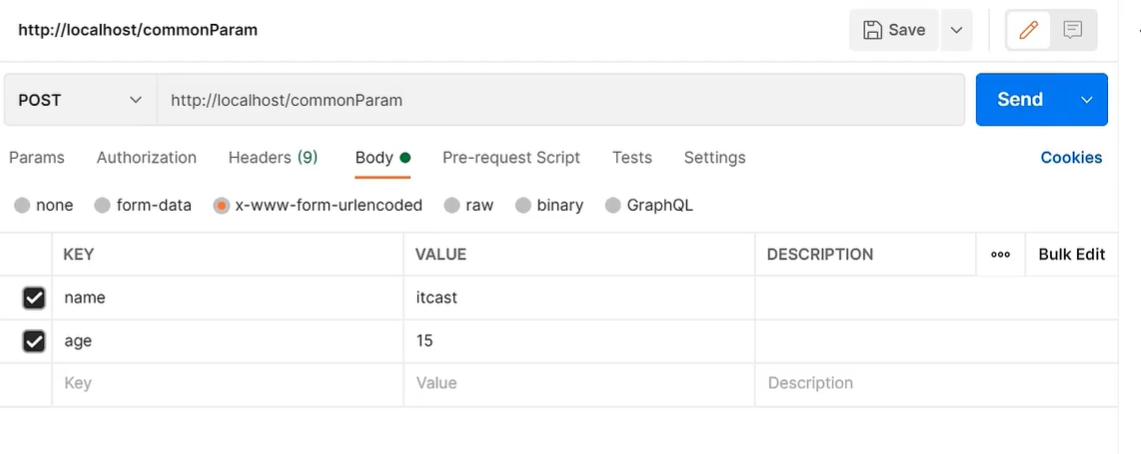 http://localhost/commonParam Save
POST http://localhost/commonParam Send
Params Authorization Headers (9) Body Pre-request Script Tests Settings Cookies
none form-data x-www-form-urlencoded raw binary GraphQL
KEY VALUE DESCRIPTION ooo Bulk Edit
name itcast
age 15
Key Value Description